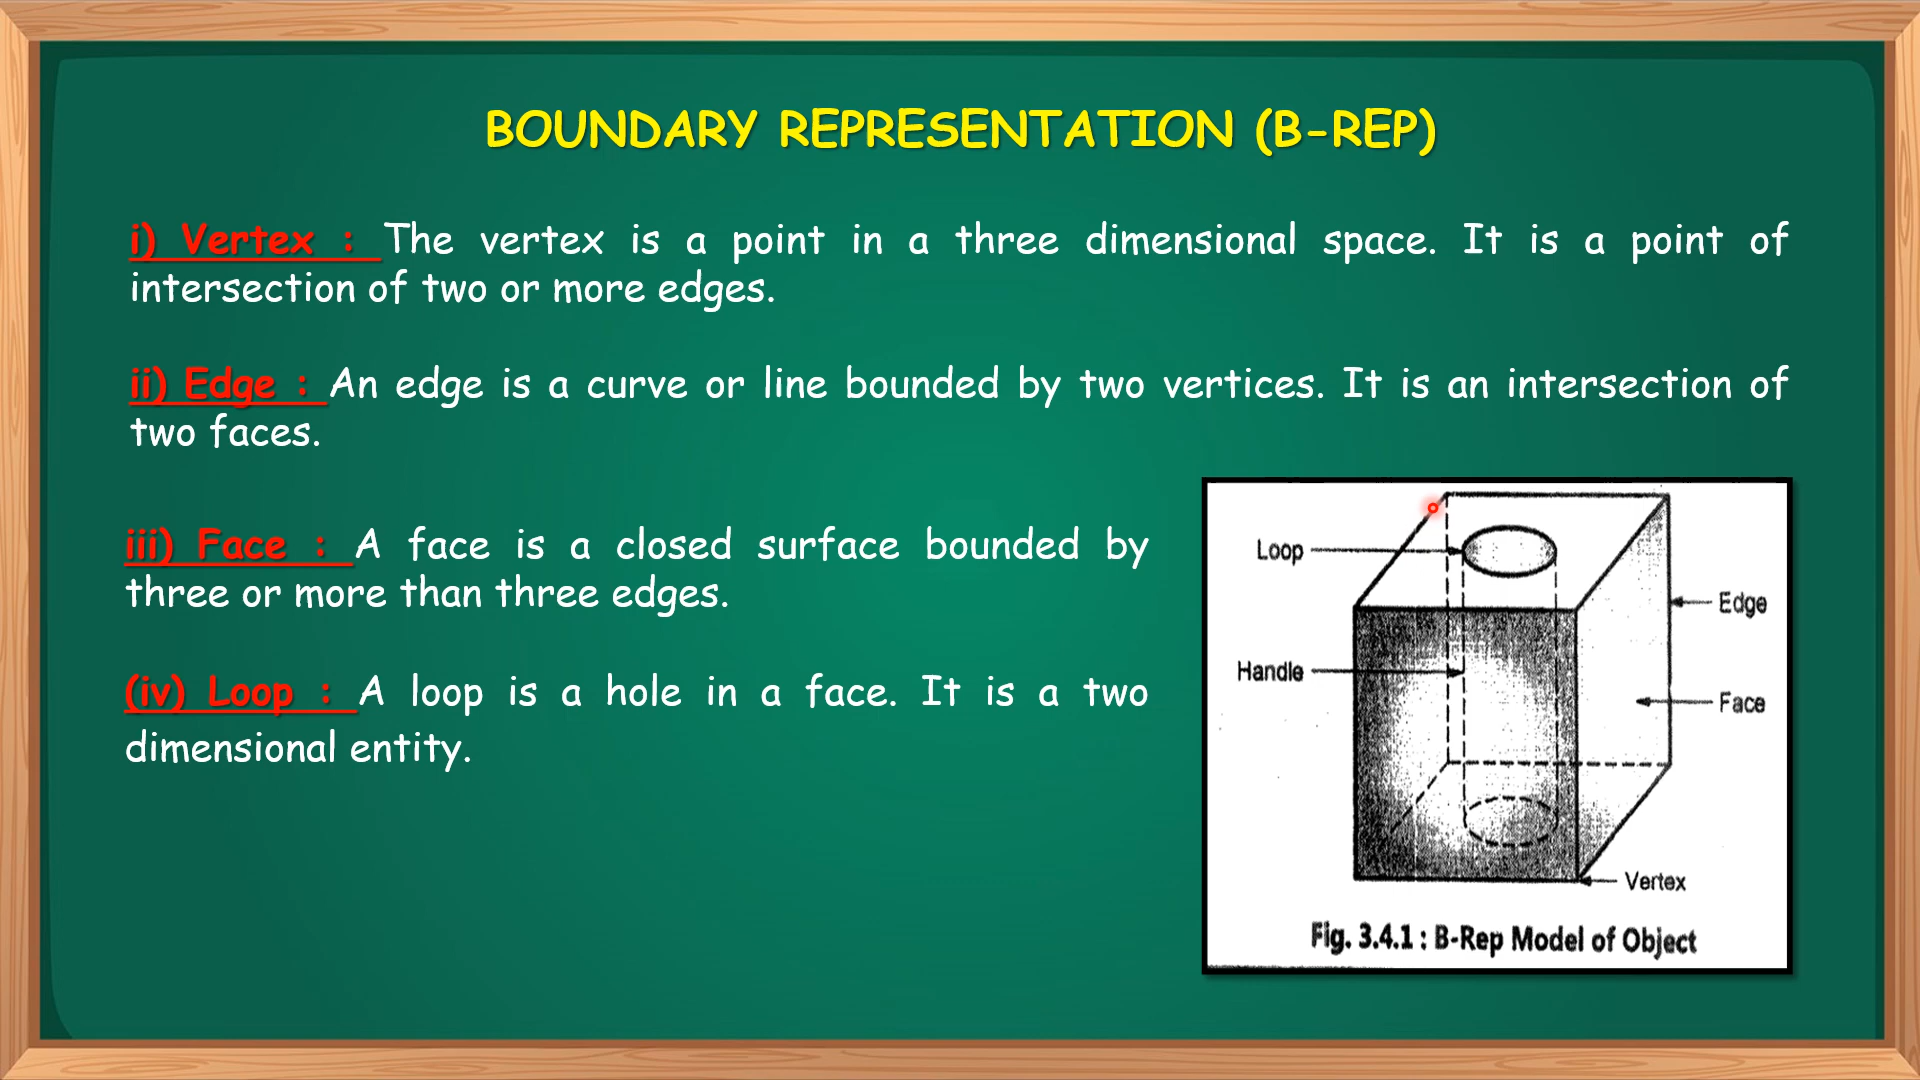 BOUNDARY REPRESENTATION (B-REP)
i) Vertex : The vertex is a point in a three dimensional space. It is a point of
intersection of two or more edges.
ii) Edge : An edge is a curve or line bounded by two vertices. It is an intersection of
two faces.
iii) Face : A face is a closed surface bounded by
three or more than three edges.
(iv) Loop : A loop is a hole in a face. It is a two
dimensional entity.
Loop
Edge
Handle
Face
Vertex
Fig. 3.4.1 : B-Rep Model of Object